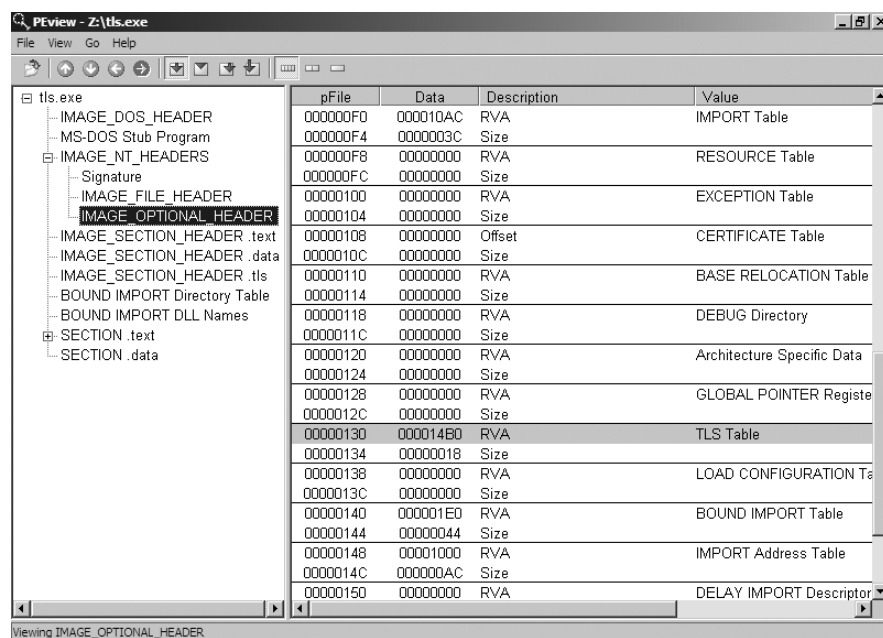 PEview - Z:\tls.exe
File View Go Help
tls.exe
IMAGE_DOS_HEADER
MS-DOS Stub Program
IMAGE_NT_HEADERS
Signature
IMAGE_FILE_HEADER
IMAGE_OPTIONAL_HEADER
IMAGE_SECTION_HEADER .text
IMAGE_SECTION_HEADER .data
IMAGE_SECTION_HEADER .tls
BOUND IMPORT Directory Table
BOUND IMPORT DLL Names
SECTION .text
SECTION .data
pFile Data Description Value
000000F0 000010AC RVA IMPORT Table
000000F4 0000003C Size
000000F8 00000000 RVA RESOURCE Table
000000FC 00000000 Size
00000100 00000000 RVA EXCEPTION Table
00000104 00000000 Size
00000108 00000000 Offset CERTIFICATE Table
0000010C 00000000 Size
00000110 00000000 RVA BASE RELOCATION Table
00000114 00000000 Size
00000118 00000000 RVA DEBUG Directory
0000011C 00000000 Size
00000120 00000000 RVA Architecture Specific Data
00000124 00000000 Size
00000128 00000000 RVA GLOBAL POINTER Registe
0000012C 00000000 Size
00000130 000014B0 RVA TLS Table
00000134 00000018 Size
00000138 00000000 RVA LOAD CONFIGURATION Ta
0000013C 00000000 Size
00000140 000001E0 RVA BOUND IMPORT Table
00000144 00000044 Size
00000148 00001000 RVA IMPORT Address Table
0000014C 000000AC Size
00000150 00000000 RVA DELAY IMPORT Descriptor
Viewing IMAGE_OPTIONAL_HEADER